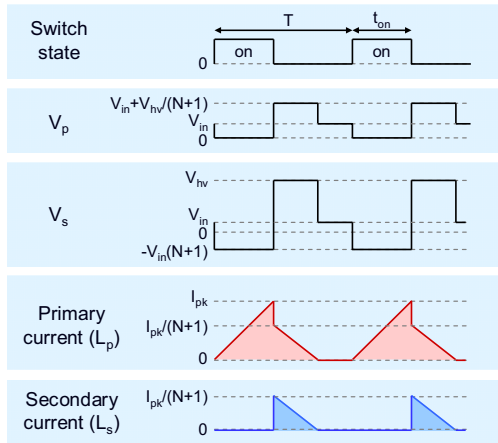 T
t_on
Switch state
on
on
0
V_p
V_in+V_hv/(N+1)
V_in
0
V_s
V_hv
V_in
0
-V_in(N+1)
Primary current (L_p)
I_pk
I_pk/(N+1)
0
Secondary current (L_s)
I_pk/(N+1)
0